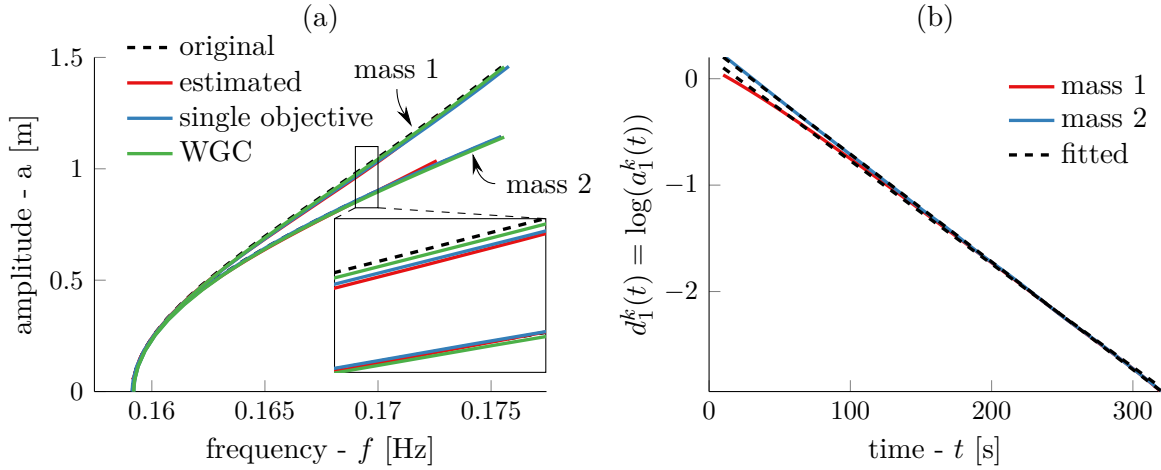 (a)
original
estimated
single objective
WGC
mass 1
mass 2
1.5
1
0.5
0
0.16
0.165
0.17
0.175
amplitude - a [m]
frequency - f [Hz]
(b)
mass 1
mass 2
fitted
0
−1
−2
0
100
200
300
d₁ᵏ(t) = log(a₁ᵏ(t))
time - t [s]